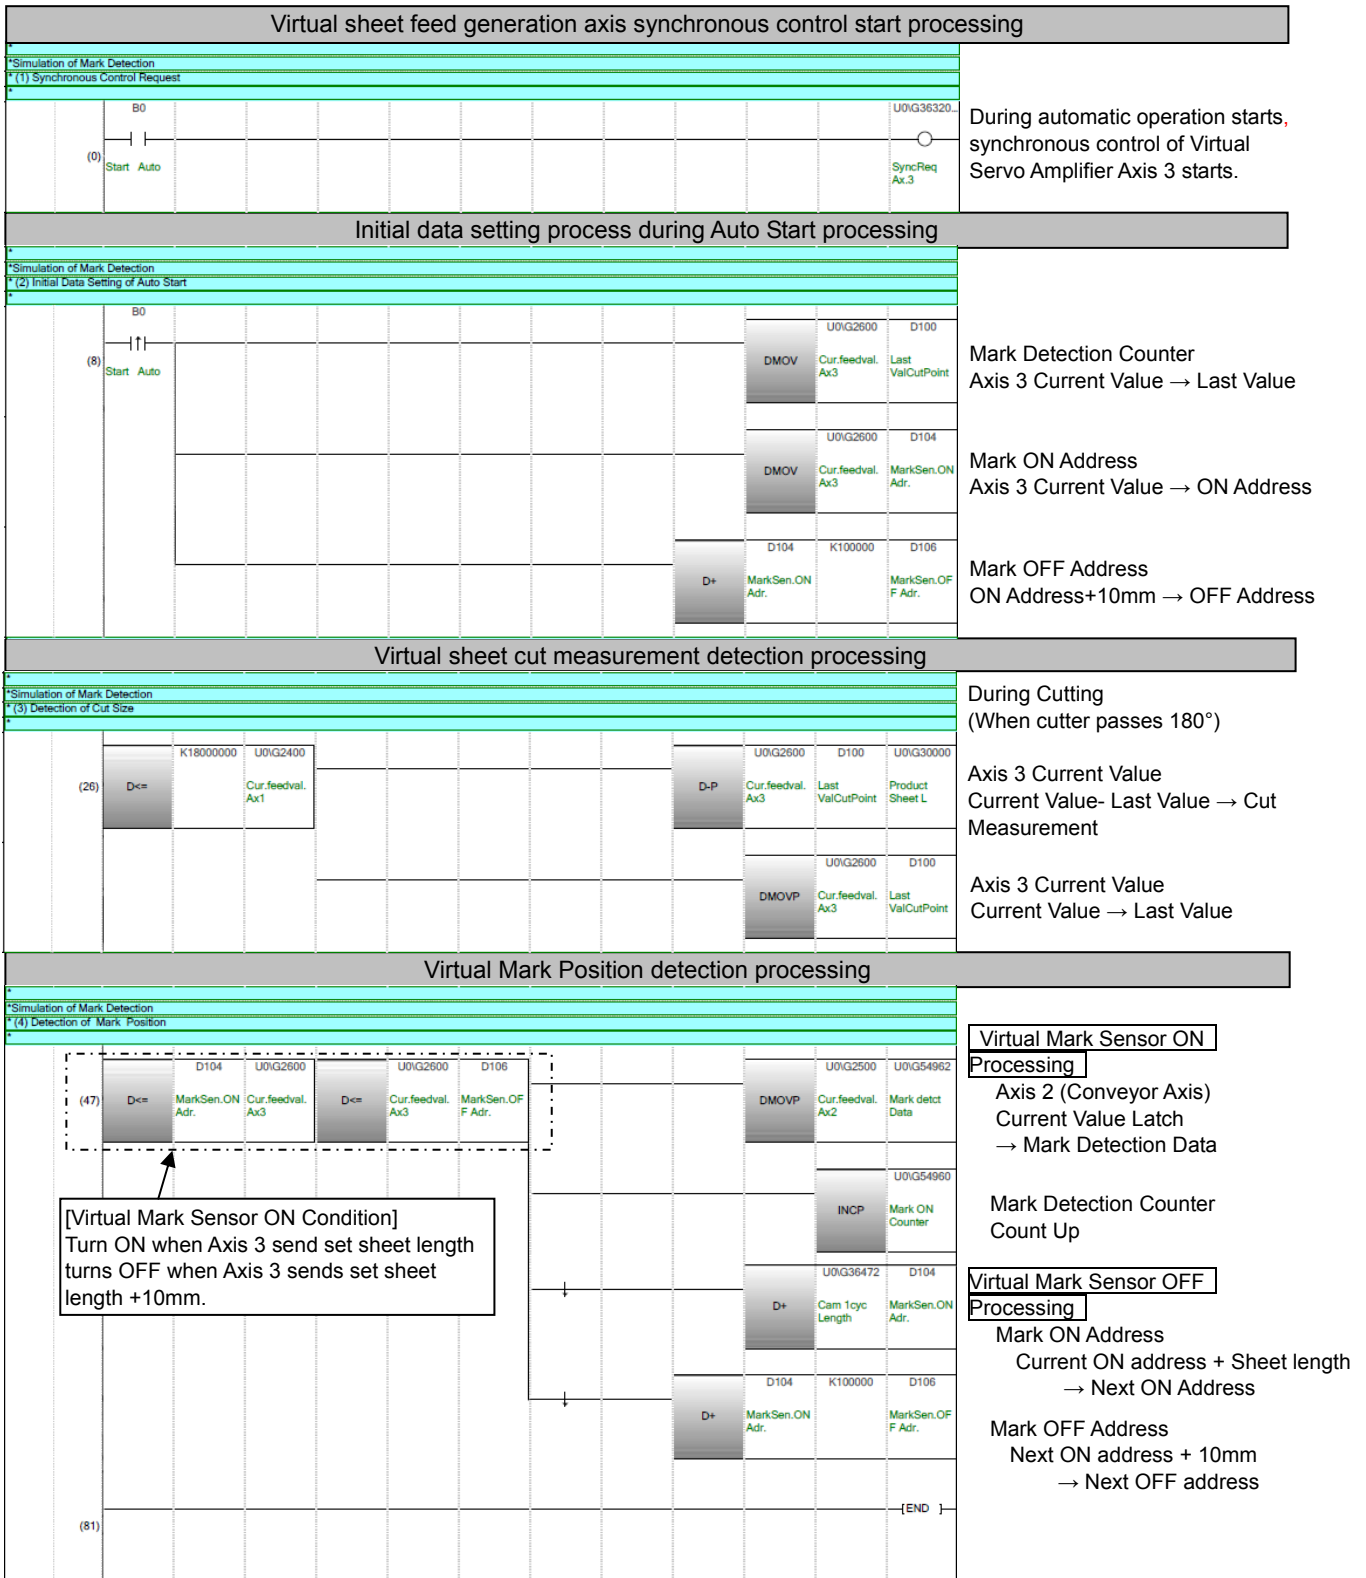 Virtual sheet feed generation axis synchronous control start processing
*
*Simulation of Mark Detection
* (1) Synchronous Control Request
*
B0 U0\G36320...
(0)
Start Auto SyncReq
Ax.3
During automatic operation starts,
synchronous control of Virtual
Servo Amplifier Axis 3 starts.
Initial data setting process during Auto Start processing
*
*Simulation of Mark Detection
* (2) Initial Data Setting of Auto Start
*
B0
(8)
Start Auto
U0\G2600 D100
DMOV Cur.feedval. Last
Ax3 ValCutPoint
Mark Detection Counter
Axis 3 Current Value → Last Value
U0\G2600 D104
DMOV Cur.feedval. MarkSen.ON
Ax3 Adr.
Mark ON Address
Axis 3 Current Value → ON Address
D104 K100000 D106
D+ MarkSen.ON MarkSen.OF
Adr. F Adr.
Mark OFF Address
ON Address+10mm → OFF Address
Virtual sheet cut measurement detection processing
*
*Simulation of Mark Detection
* (3) Detection of Cut Size
*
During Cutting
(When cutter passes 180°)
K18000000 U0\G2400
(26) D<= Cur.feedval.
Ax1
U0\G2600 D100 U0\G30000
D-P Cur.feedval. Last Product
Ax3 ValCutPoint Sheet L
Axis 3 Current Value
Current Value- Last Value → Cut
Measurement
U0\G2600 D100
DMOVP Cur.feedval. Last
Ax3 ValCutPoint
Axis 3 Current Value
Current Value → Last Value
Virtual Mark Position detection processing
*
*Simulation of Mark Detection
* (4) Detection of Mark Position
*
D104 U0\G2600 U0\G2600 D106
(47) D<= MarkSen.ON Cur.feedval. D<= Cur.feedval. MarkSen.OF
Adr. Ax3 Ax3 F Adr.
U0\G2500 U0\G54962
DMOVP Cur.feedval. Mark detct
Ax2 Data
Virtual Mark Sensor ON
Processing
Axis 2 (Conveyor Axis)
Current Value Latch
→ Mark Detection Data
[Virtual Mark Sensor ON Condition]
Turn ON when Axis 3 send set sheet length
turns OFF when Axis 3 sends set sheet
length +10mm.
U0\G54960
INCP Mark ON
Counter
Mark Detection Counter
Count Up
U0\G36472 D104
D+ Cam 1cyc MarkSen.ON
Length Adr.
Virtual Mark Sensor OFF
Processing
Mark ON Address
Current ON address + Sheet length
→ Next ON Address
D104 K100000 D106
D+ MarkSen.ON MarkSen.OF
Adr. F Adr.
Mark OFF Address
Next ON address + 10mm
→ Next OFF address
(81) [END ]